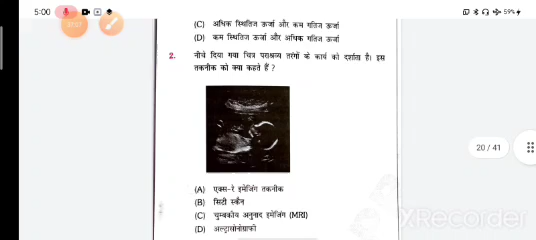 5:00
59%
(C) अधिक स्थितिज ऊर्जा और कम गतिज ऊर्जा
(D) कम स्थितिज ऊर्जा और अधिक गतिज ऊर्जा
2. नीचे दिया गया चित्र पराश्रव्य तरंगों के कार्य को दर्शाता है। इस
तकनीक को क्या कहते हैं ?
20 / 41
(A) एक्स-रे इमेजिंग तकनीक
(B) सिटी स्कैन
(C) चुम्बकीय अनुनाद इमेजिंग (MRI)
(D) अल्ट्रासोनोग्राफी
XRecorder